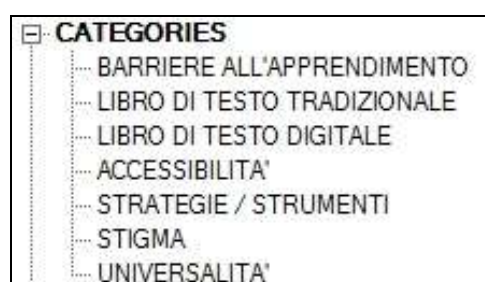 CATEGORIES
BARRIERE ALL'APPRENDIMENTO
LIBRO DI TESTO TRADIZIONALE
LIBRO DI TESTO DIGITALE
ACCESSIBILITA'
STRATEGIE / STRUMENTI
STIGMA
UNIVERSALITA'